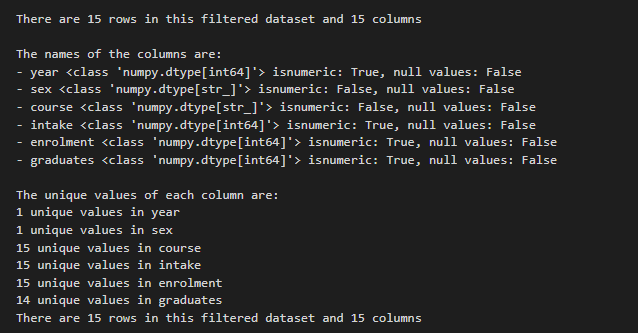 There are 15 rows in this filtered dataset and 15 columns
The names of the columns are:
- year <class 'numpy.dtype[int64]'> isnumeric: True, null values: False
- sex <class 'numpy.dtype[str_]'> isnumeric: False, null values: False
- course <class 'numpy.dtype[str_]'> isnumeric: False, null values: False
- intake <class 'numpy.dtype[int64]'> isnumeric: True, null values: False
- enrolment <class 'numpy.dtype[int64]'> isnumeric: True, null values: False
- graduates <class 'numpy.dtype[int64]'> isnumeric: True, null values: False
The unique values of each column are:
1 unique values in year
1 unique values in sex
15 unique values in course
15 unique values in intake
15 unique values in enrolment
14 unique values in graduates
There are 15 rows in this filtered dataset and 15 columns